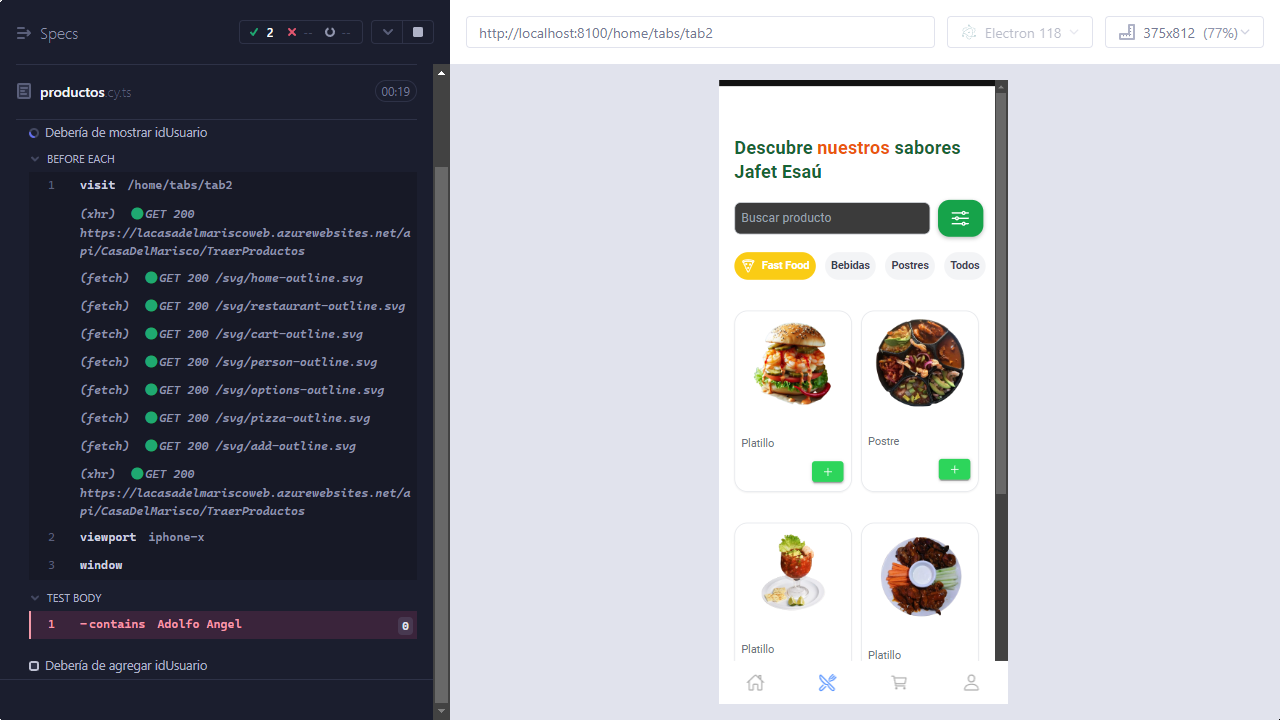 Specs
2
--
--
http://localhost:8100/home/tabs/tab2
Electron 118
375x812 (77%)
productos.cy.ts
00:19
Debería de mostrar idUsuario
BEFORE EACH
1 visit /home/tabs/tab2
(xhr) GET 200
https://lacasadelmariscoweb.azurewebsites.net/a
pi/CasaDelMarisco/TraerProductos
(fetch) GET 200 /svg/home-outline.svg
(fetch) GET 200 /svg/restaurant-outline.svg
(fetch) GET 200 /svg/cart-outline.svg
(fetch) GET 200 /svg/person-outline.svg
(fetch) GET 200 /svg/options-outline.svg
(fetch) GET 200 /svg/pizza-outline.svg
(fetch) GET 200 /svg/add-outline.svg
(xhr) GET 200
https://lacasadelmariscoweb.azurewebsites.net/a
pi/CasaDelMarisco/TraerProductos
2 viewport iphone-x
3 window
TEST BODY
1 -contains Adolfo Angel 0
Debería de agregar idUsuario
Descubre nuestros sabores
Jafet Esaú
Buscar producto
Fast Food Bebidas Postres Todos
Platillo
Postre
+
+
Platillo
Platillo